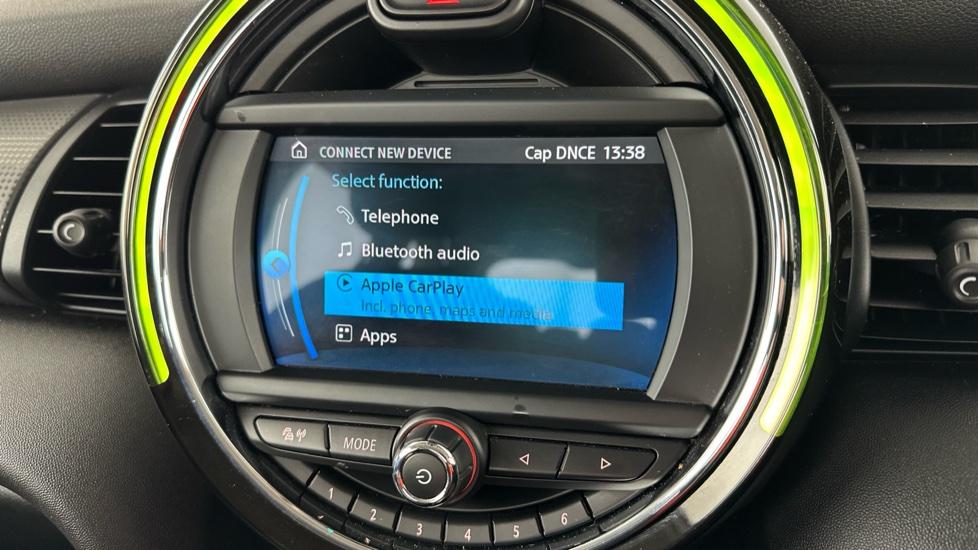 CONNECT NEW DEVICE Cap DNCE 13:38
Select function:
Telephone
Bluetooth audio
Apple CarPlay
Incl. phone, maps and media
Apps
MODE
1 2 3 4 5 6